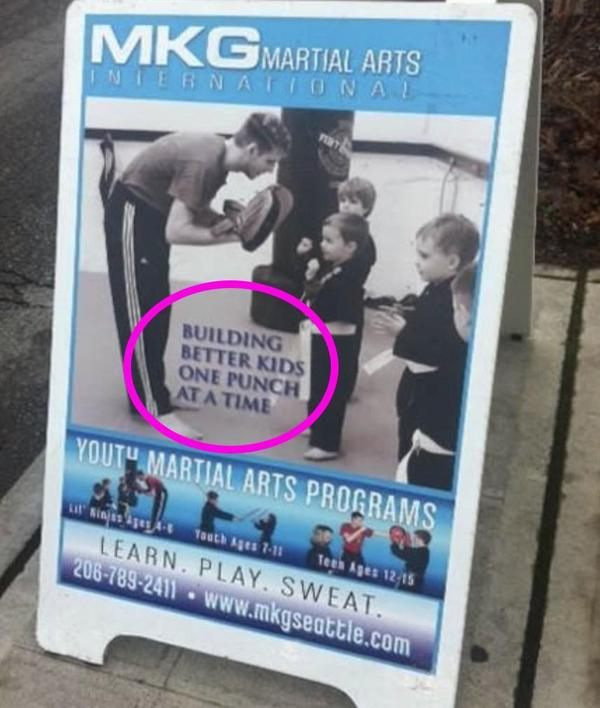 MKG MARTIAL ARTS
INTERNATIONAL
BUILDING
BETTER KIDS
ONE PUNCH
AT A TIME
YOUTH MARTIAL ARTS PROGRAMS
Lil' Ninjas Ages 4-6
Youth Ages 7-11
Teen Ages 12-15
LEARN. PLAY. SWEAT.
206-789-2411 • www.mkgseattle.com